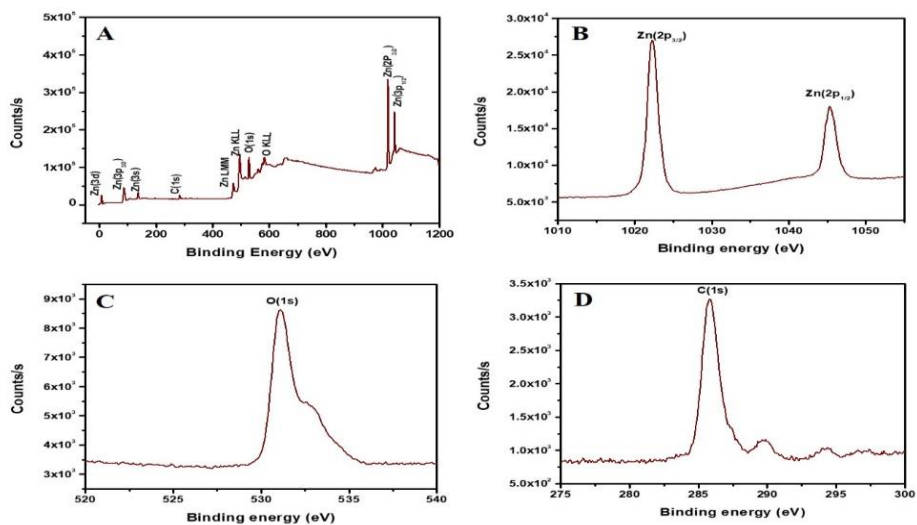 A
5x10⁶
4x10⁶
3x10⁶
2x10⁶
1x10⁶
0
Counts/s
Zn(3d)
Zn(3p₃/₂)
Zn(3s)
C(1s)
Zn LMM
Zn KLL
O(1s)
O KLL
Zn(2P₃/₂)
Zn(3p₁/₂)
0 200 400 600 800 1000 1200
Binding Energy (eV)
B
3.0x10⁴
2.5x10⁴
2.0x10⁴
1.5x10⁴
1.0x10⁴
5.0x10³
Counts/s
Zn(2p₃/₂)
Zn(2p₁/₂)
1010 1020 1030 1040 1050
Binding energy (eV)
C
9x10³
8x10³
7x10³
6x10³
5x10³
4x10³
3x10³
Counts/s
O(1s)
520 525 530 535 540
Binding energy (eV)
D
3.5x10³
3.0x10³
2.5x10³
2.0x10³
1.5x10³
1.0x10³
5.0x10²
Counts/s
C(1s)
275 280 285 290 295 300
Binding energy (eV)